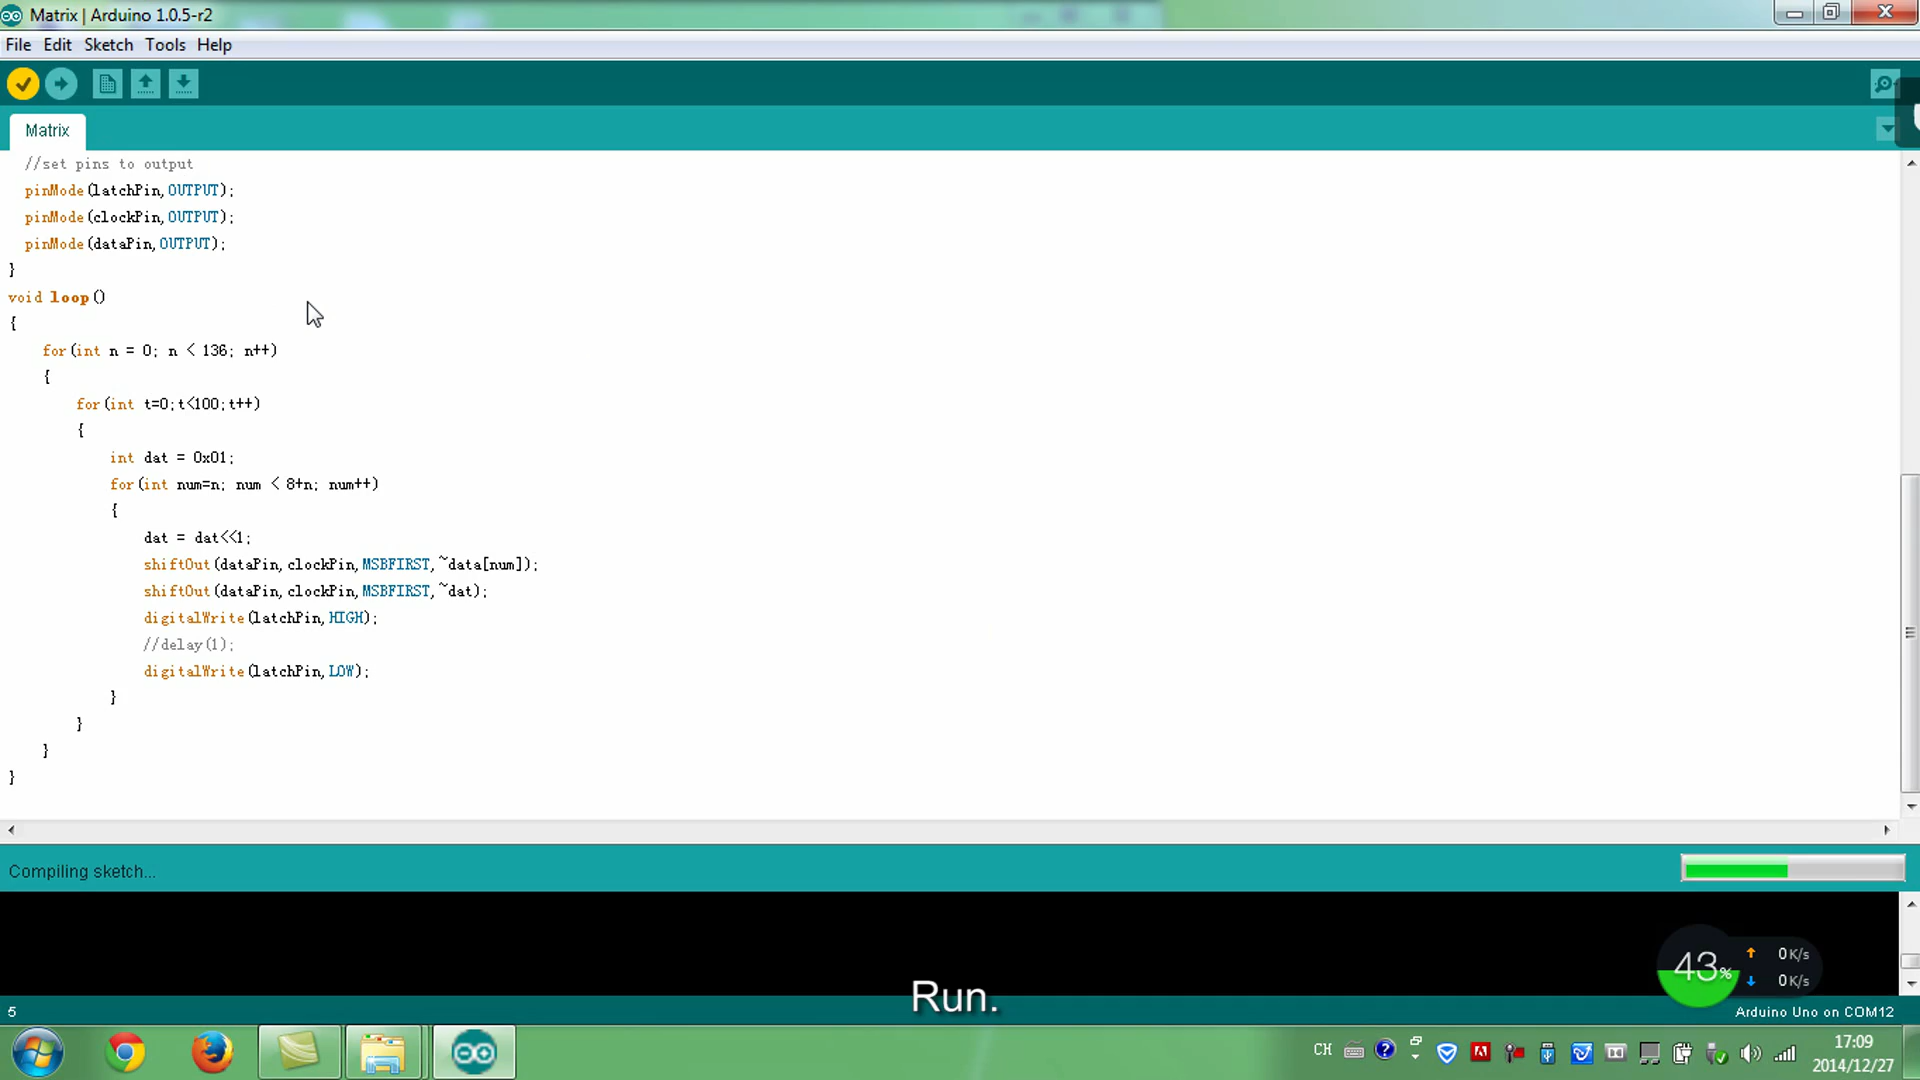 Matrix | Arduino 1.0.5-r2
File Edit Sketch Tools Help
Matrix
//set pins to output
pinMode(latchPin,OUTPUT);
pinMode(clockPin,OUTPUT);
pinMode(dataPin,OUTPUT);
}
void loop()
{
for(int n = 0; n < 136; n++)
{
for(int t=0;t<100;t++)
{
int dat = 0x01;
for(int num=n; num < 8+n; num++)
{
dat = dat<<1;
shiftOut(dataPin,clockPin,MSBFIRST,~data[num]);
shiftOut(dataPin,clockPin,MSBFIRST,~dat);
digitalWrite(latchPin,HIGH);
//delay(1);
digitalWrite(latchPin,LOW);
}
}
}
}
Compiling sketch...
43%
0K/s
0K/s
Run.
5
Arduino Uno on COM12
CH
17:09
2014/12/27